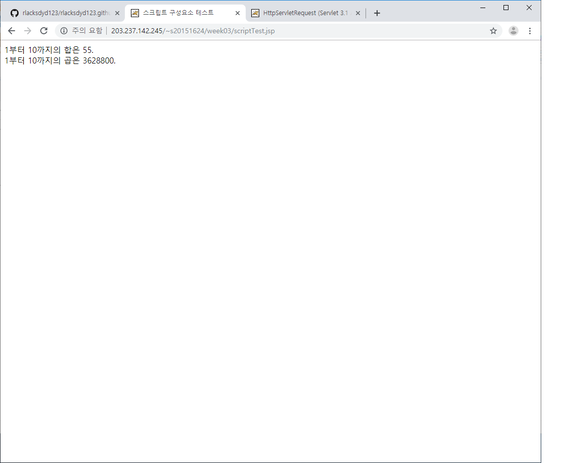 rlacksdyd123/rlacksdyd123.githu
스크립트 구성요소 테스트
HttpServletRequest (Servlet 3.1
주의 요함
203.237.142.245/~s20151624/week03/scriptTest.jsp
1부터 10까지의 합은 55.
1부터 10까지의 곱은 3628800.